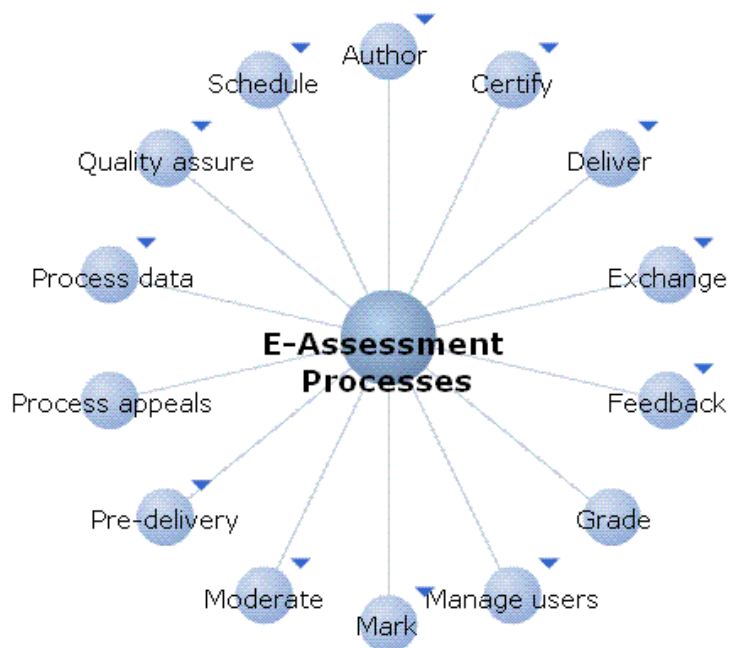 Author
Schedule
Certify
Quality assure
Deliver
Process data
Exchange
E-Assessment
Processes
Process appeals
Feedback
Pre-delivery
Grade
Moderate
Manage users
Mark